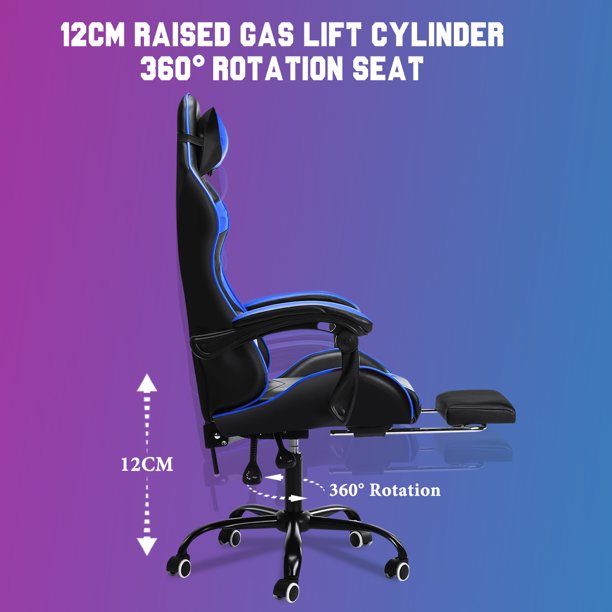 12CM RAISED GAS LIFT CYLINDER
360° ROTATION SEAT
12CM
360° Rotation